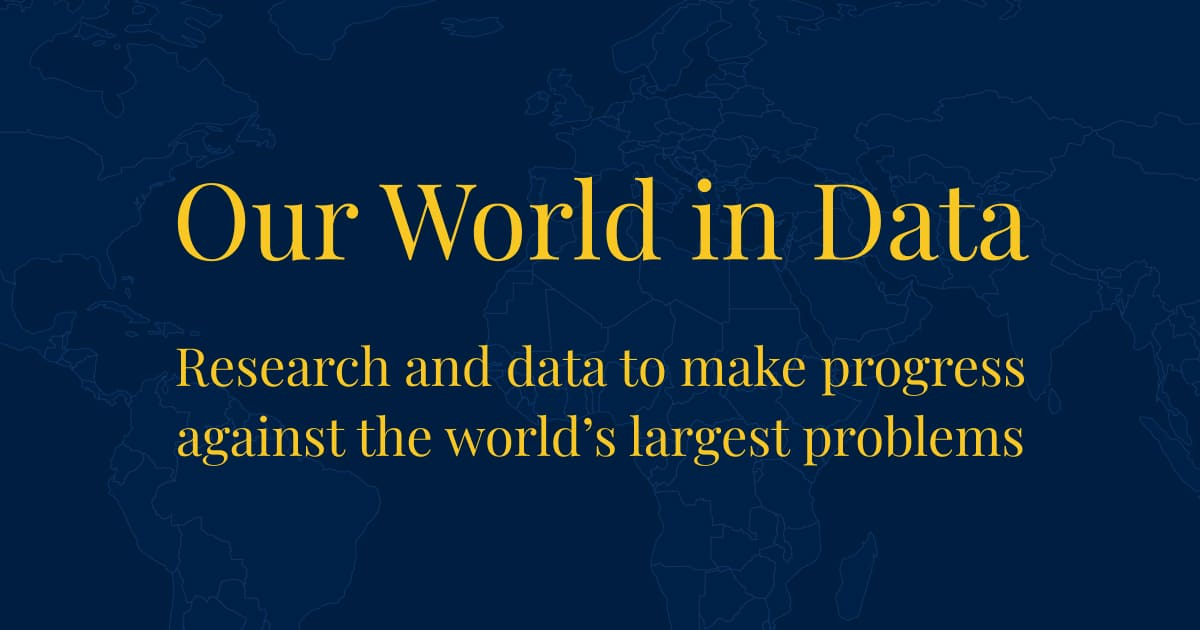 Our World in Data
Research and data to make progress
against the world’s largest problems